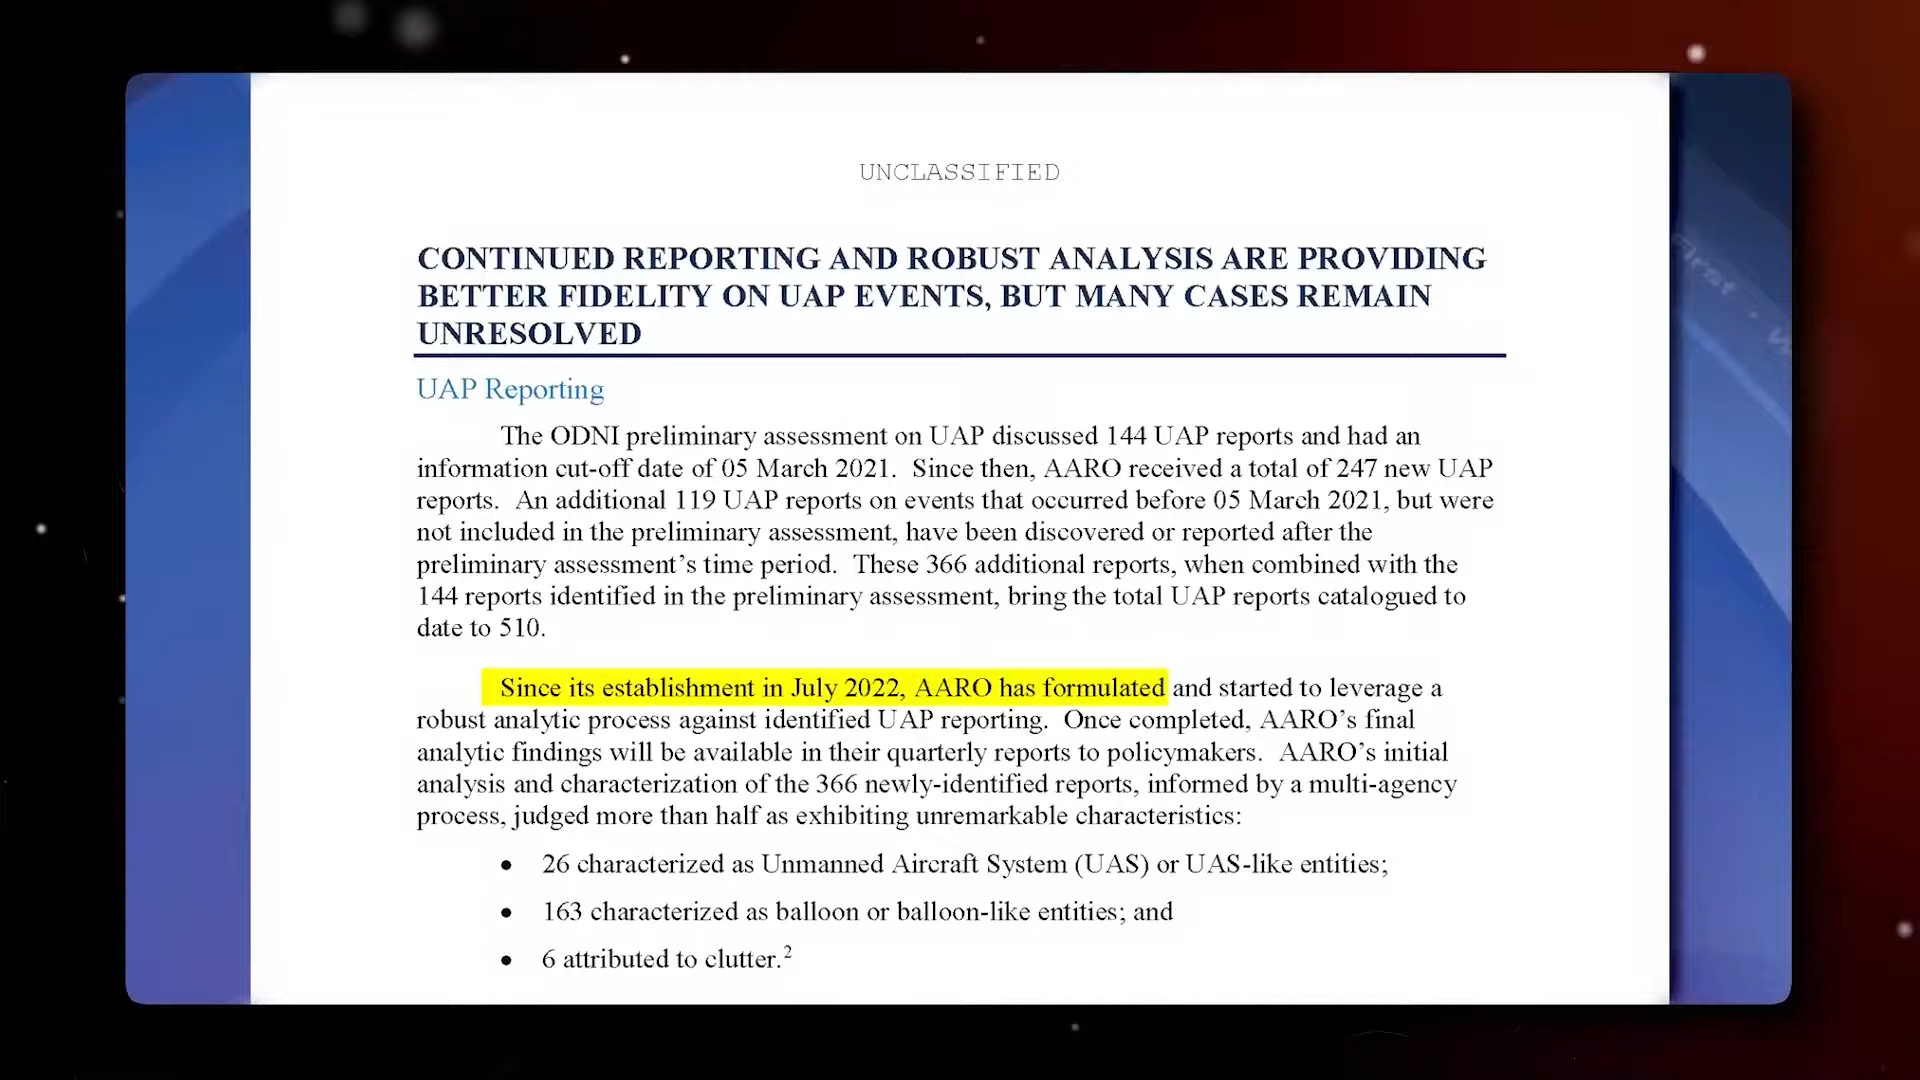 UNCLASSIFIED
CONTINUED REPORTING AND ROBUST ANALYSIS ARE PROVIDING
BETTER FIDELITY ON UAP EVENTS, BUT MANY CASES REMAIN
UNRESOLVED
UAP Reporting
The ODNI preliminary assessment on UAP discussed 144 UAP reports and had an
information cut-off date of 05 March 2021. Since then, AARO received a total of 247 new UAP
reports. An additional 119 UAP reports on events that occurred before 05 March 2021, but were
not included in the preliminary assessment, have been discovered or reported after the
preliminary assessment’s time period. These 366 additional reports, when combined with the
144 reports identified in the preliminary assessment, bring the total UAP reports catalogued to
date to 510.
Since its establishment in July 2022, AARO has formulated and started to leverage a
robust analytic process against identified UAP reporting. Once completed, AARO’s final
analytic findings will be available in their quarterly reports to policymakers. AARO’s initial
analysis and characterization of the 366 newly-identified reports, informed by a multi-agency
process, judged more than half as exhibiting unremarkable characteristics:
• 26 characterized as Unmanned Aircraft System (UAS) or UAS-like entities;
• 163 characterized as balloon or balloon-like entities; and
• 6 attributed to clutter.²
First